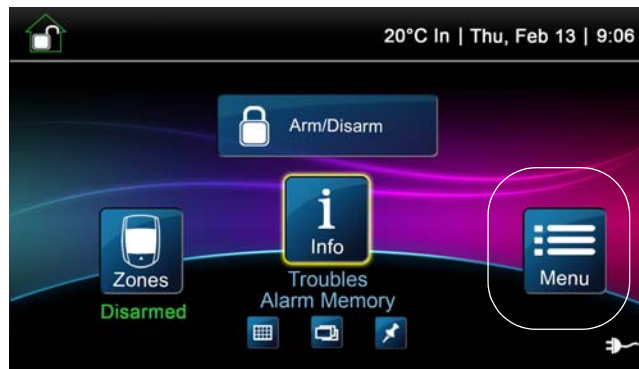 20°C In | Thu, Feb 13 | 9:06
Arm/Disarm
i
Info
Zones
Menu
Troubles
Disarmed
Alarm Memory